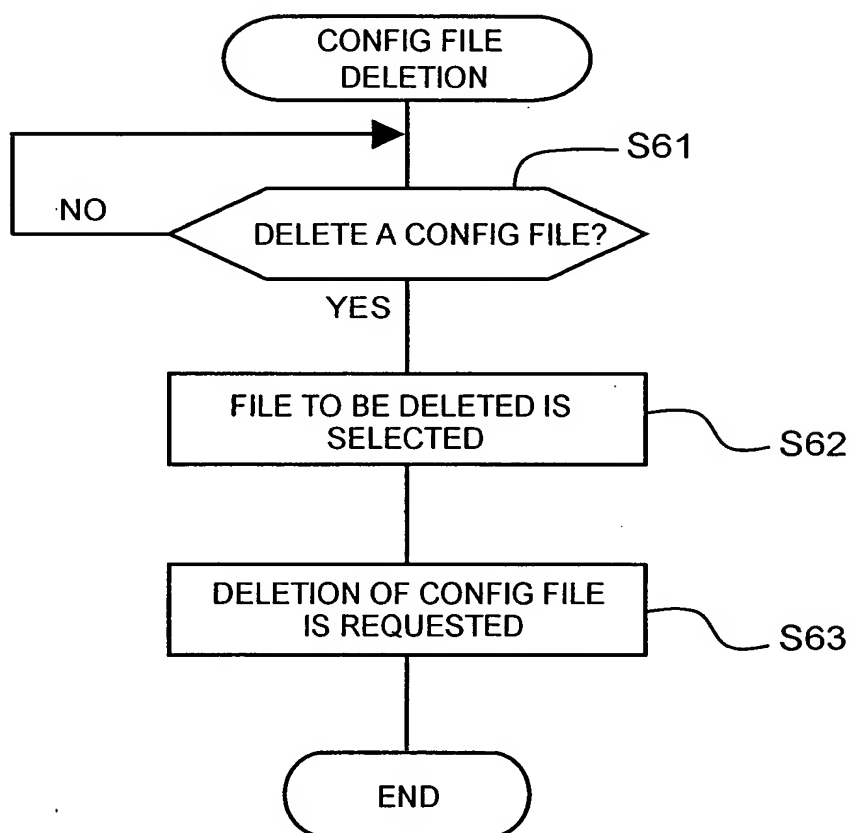 CONFIG FILE
DELETION
S61
NO
DELETE A CONFIG FILE?
YES
FILE TO BE DELETED IS
SELECTED
S62
DELETION OF CONFIG FILE
IS REQUESTED
S63
END